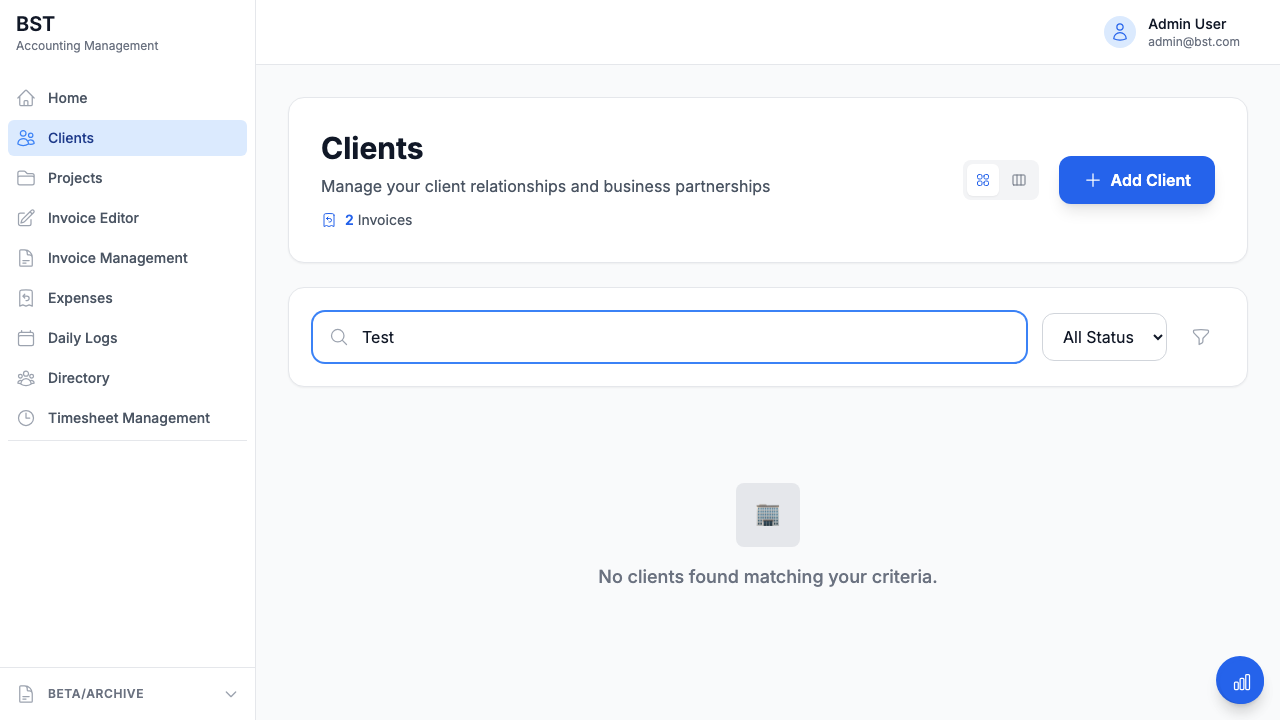 BST
Accounting Management
Home
Clients
Projects
Invoice Editor
Invoice Management
Expenses
Daily Logs
Directory
Timesheet Management
BETA/ARCHIVE
Admin User
admin@bst.com
Clients
Manage your client relationships and business partnerships
2 Invoices
Add Client
Test
All Status
No clients found matching your criteria.